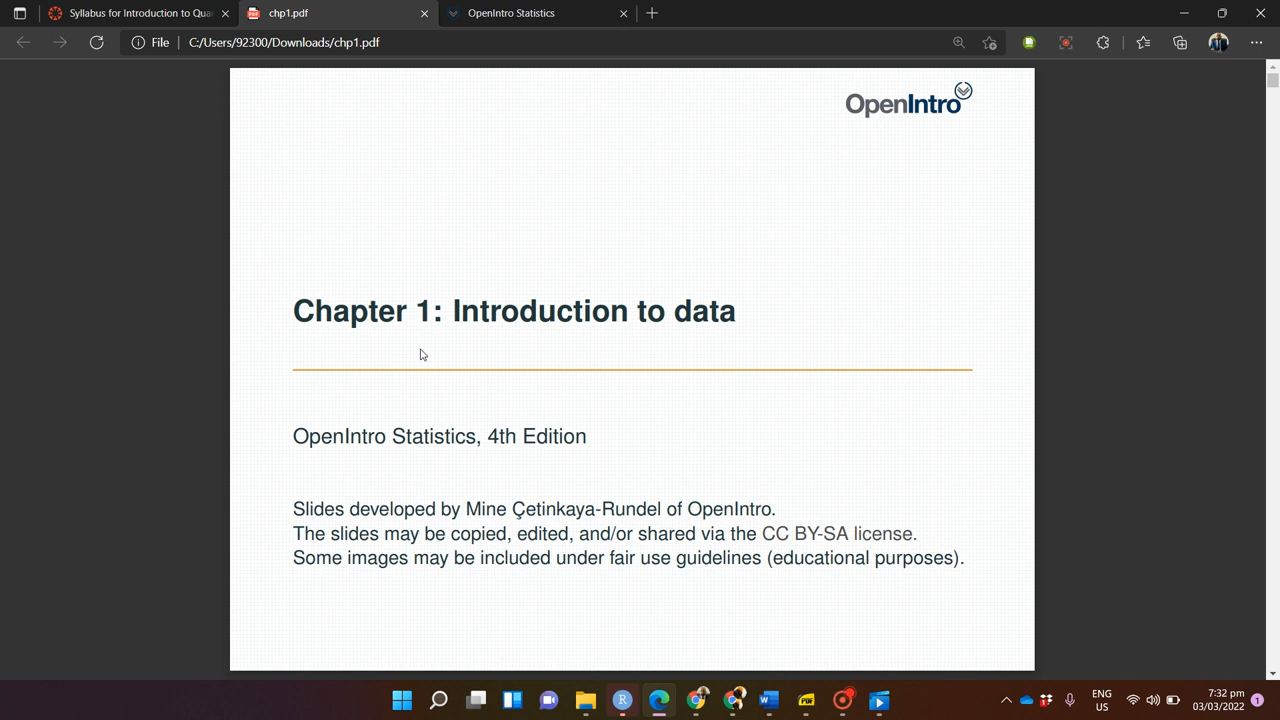 Syllabus for Introduction to Qua
chp1.pdf
OpenIntro Statistics
File
C:/Users/92300/Downloads/chp1.pdf
OpenIntro
Chapter 1: Introduction to data
OpenIntro Statistics, 4th Edition
Slides developed by Mine Çetinkaya-Rundel of OpenIntro.
The slides may be copied, edited, and/or shared via the CC BY-SA license.
Some images may be included under fair use guidelines (educational purposes).
ENG
US
7:32 pm
03/03/2022
1